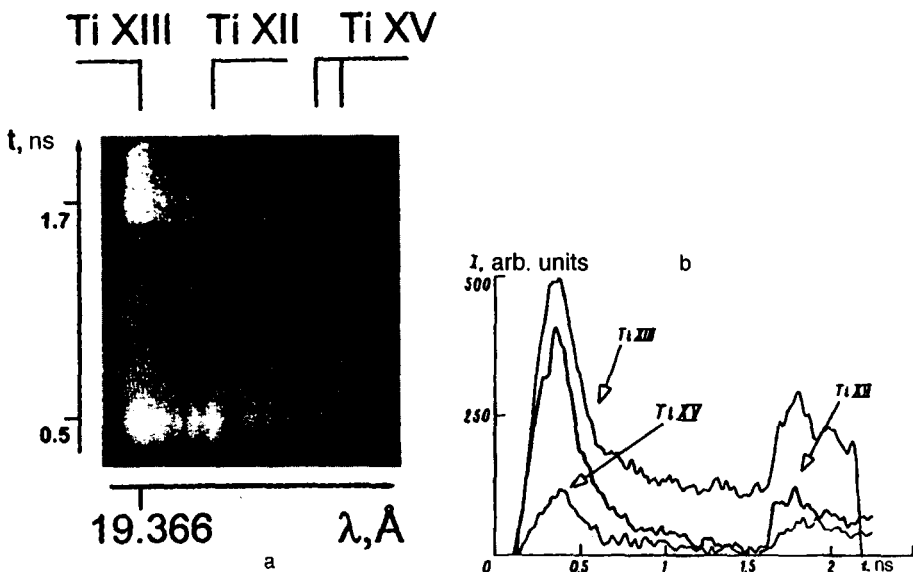 Ti XIII Ti XII Ti XV
t, ns
1.7
0.5
19.366 λ, Å
a
I, arb. units b
500
250
Ti XIII
Ti XV
Ti XII
0 0.5 1 1.5 2 t, ns